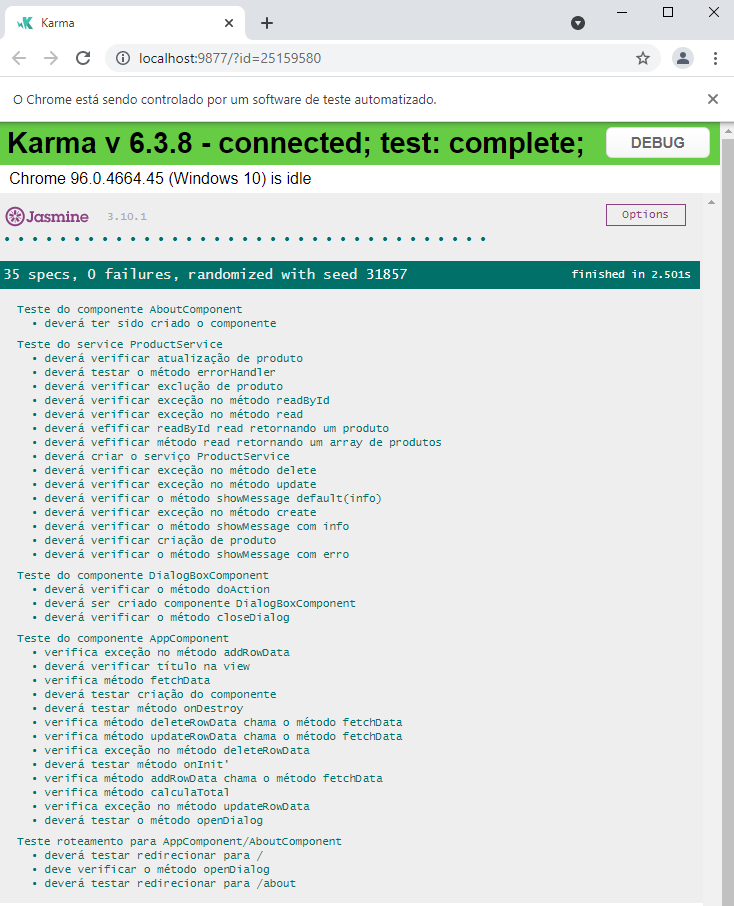 Karma
localhost:9877/?id=25159580
O Chrome está sendo controlado por um software de teste automatizado.
Karma v 6.3.8 - connected; test: complete;
DEBUG
Chrome 96.0.4664.45 (Windows 10) is idle
Jasmine 3.10.1
Options
35 specs, 0 failures, randomized with seed 31857
finished in 2.501s
Teste do componente AboutComponent
• deverá ter sido criado o componente
Teste do service ProductService
• deverá verificar atualização de produto
• deverá testar o método errorHandler
• deverá verificar exclução de produto
• deverá verificar exceção no método readById
• deverá verificar exceção no método read
• deverá vefificar readById read retornando um produto
• deverá vefificar método read retornando um array de produtos
• deverá criar o serviço ProductService
• deverá verificar exceção no método delete
• deverá verificar exceção no método update
• deverá verificar o método showMessage default(info)
• deverá verificar exceção no método create
• deverá verificar o método showMessage com info
• deverá verificar criação de produto
• deverá verificar o método showMessage com erro
Teste do componente DialogBoxComponent
• deverá verificar o método doAction
• deverá ser criado componente DialogBoxComponent
• deverá verificar o método closeDialog
Teste do componente AppComponent
• verifica exceção no método addRowData
• deverá verificar título na view
• verifica método fetchData
• deverá testar criação do componente
• deverá testar método onDestroy
• verifica método deleteRowData chama o método fetchData
• verifica método updateRowData chama o método fetchData
• verifica exceção no método deleteRowData
• deverá testar método onInit'
• verifica método addRowData chama o método fetchData
• verifica método calculaTotal
• verifica exceção no método updateRowData
• deverá testar o método openDialog
Teste roteamento para AppComponent/AboutComponent
• deverá testar redirecionar para /
• deve verificar o método openDialog
• deverá testar redirecionar para /about